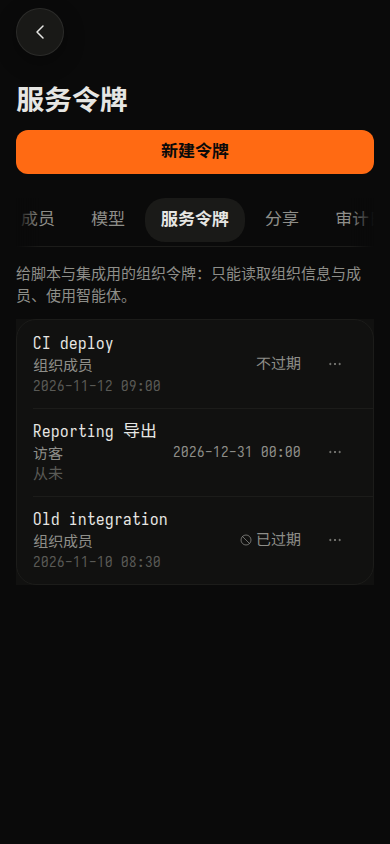 服务令牌
新建令牌
成员 模型 服务令牌 分享 审计
给脚本与集成用的组织令牌：只能读取组织信息与成
员、使用智能体。
CI deploy
组织成员
不过期
2026-11-12 09:00
Reporting 导出
访客
2026-12-31 00:00
从未
Old integration
组织成员
已过期
2026-11-10 08:30